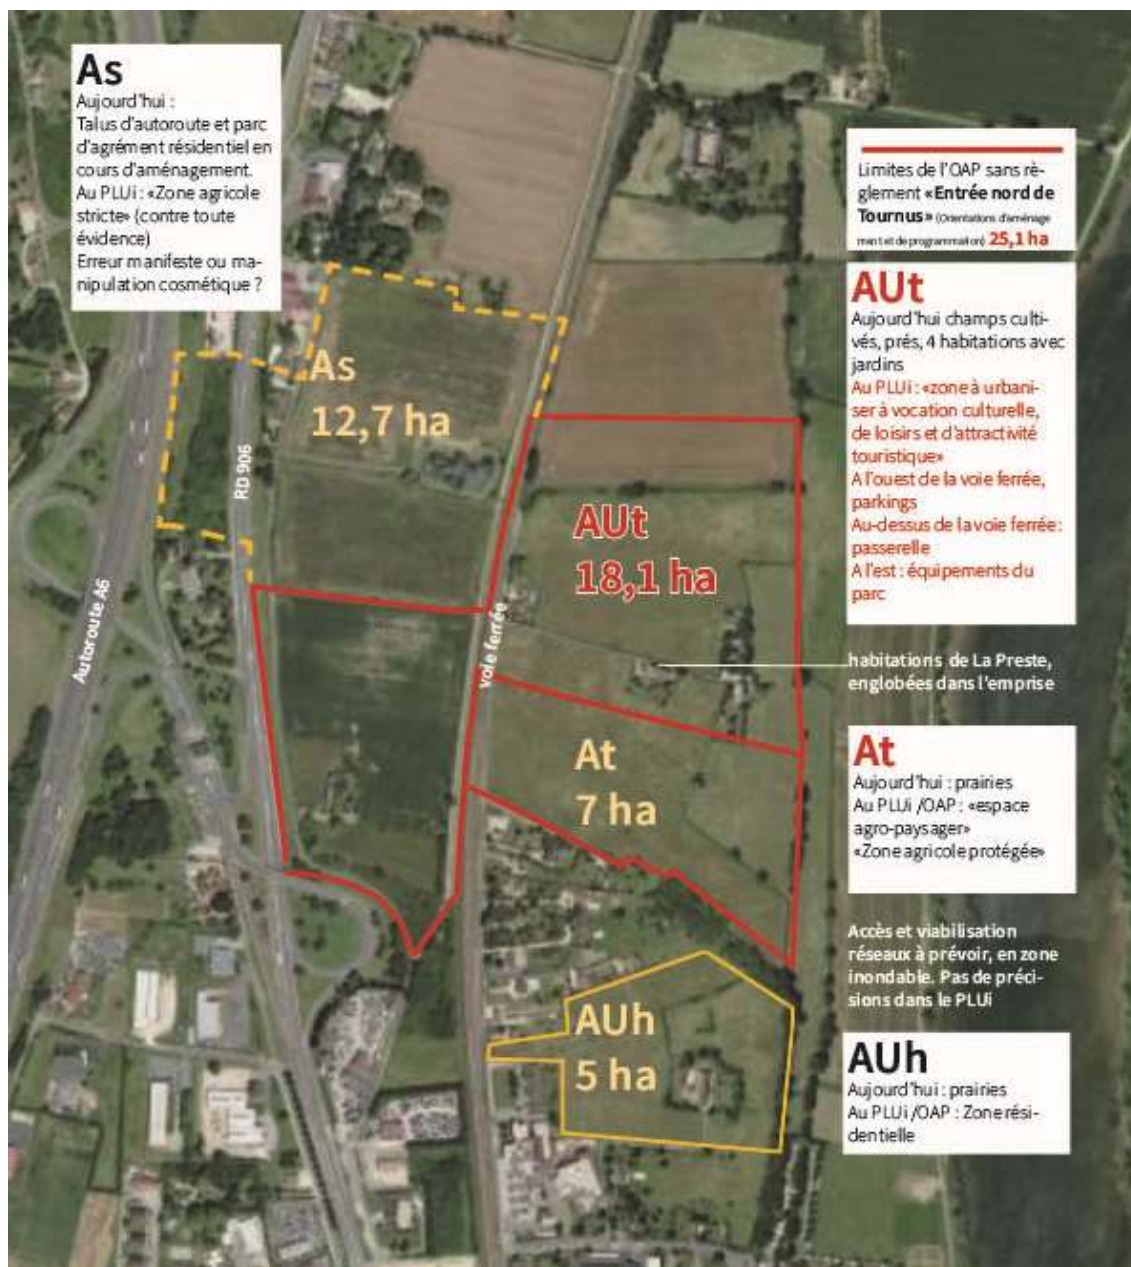 As
Aujourd'hui :
Talus d'autoroute et parc
d'agrément résidentiel en
cours d'aménagement.
Au PLUi : «Zone agricole
stricte» (contre toute
évidence)
Erreur manifeste ou ma-
nipulation cosmétique ?
Limites de l'OAP sans rè-
glement «Entrée nord de
Tournus» (Orientations d'aménage
ment et de programmation) 25,1 ha
AUt
Aujourd'hui champs culti-
vés, prés, 4 habitations avec
jardins
Au PLUi : «zone à urbani-
ser à vocation culturelle,
de loisirs et d'attractivité
touristique»
A l'ouest de la voie ferrée,
parkings
Au-dessus de la voie ferrée :
passerelle
A l'est : équipements du
parc
As
12,7 ha
RD 906
AUt
18,1 ha
Autoroute A6
voie ferrée
habitations de La Preste,
englobées dans l'emprise
At
7 ha
At
Aujourd'hui : prairies
Au PLUi /OAP : «espace
agro-paysager»
«Zone agricole protégée»
Accès et viabilisation
réseaux à prévoir, en zone
inondable. Pas de préci-
sions dans le PLUi
AUh
5 ha
AUh
Aujourd'hui : prairies
Au PLUi /OAP : Zone rési-
dentielle